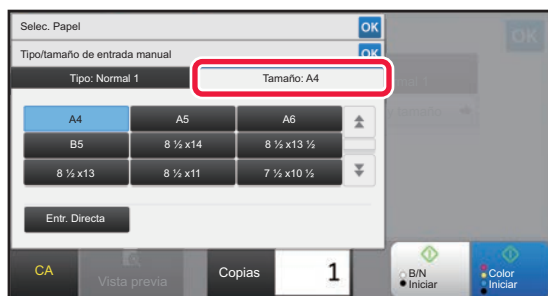 Selec. Papel
OK
Tipo/tamaño de entrada manual
OK
Tipo: Normal 1
Tamaño: A4
A4
A5
A6
B5
8 ½ x14
8 ½ x13 ½
8 ½ x13
8 ½ x11
7 ½ x10 ½
Entr. Directa
OK
CA
Vista previa
Copias
1
B/N
Iniciar
Color
Iniciar